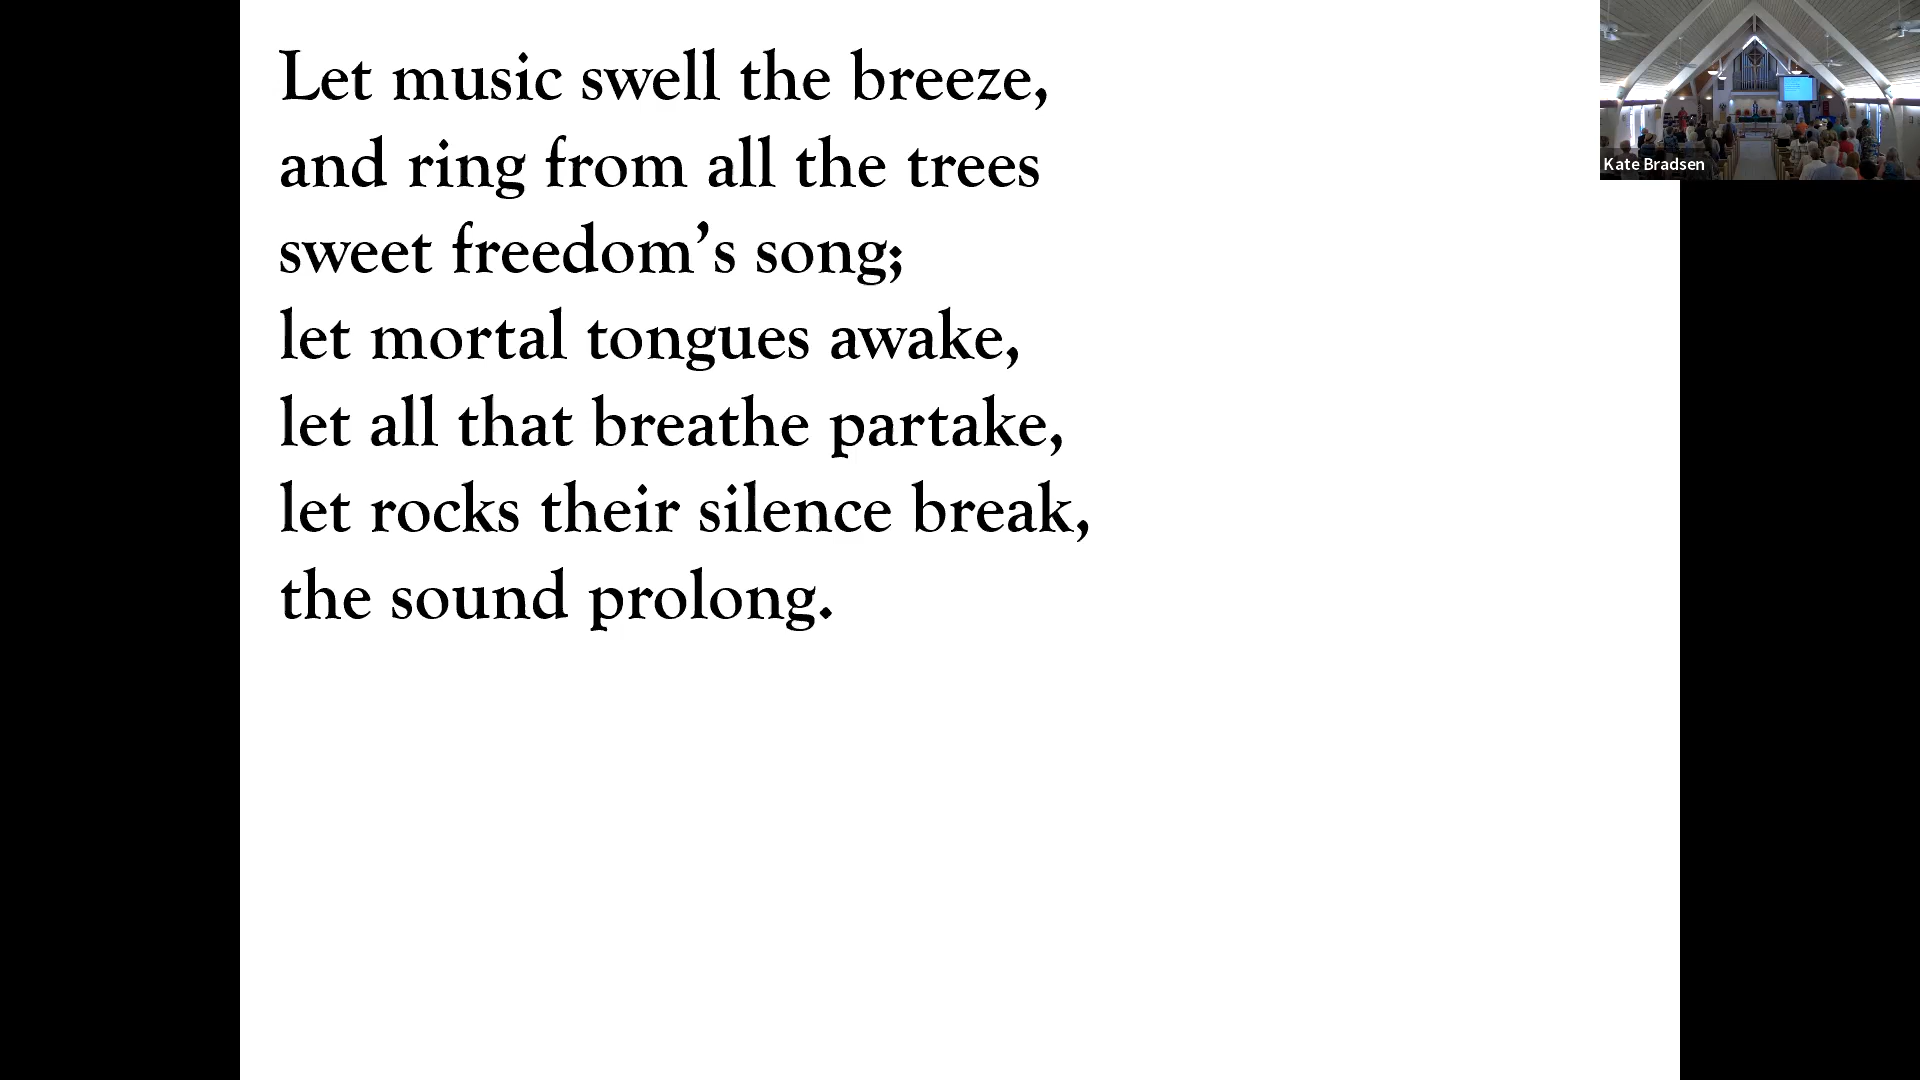 Let music swell the breeze,
and ring from all the trees
sweet freedom’s song;
let mortal tongues awake,
let all that breathe partake,
let rocks their silence break,
the sound prolong.
Kate Bradsen